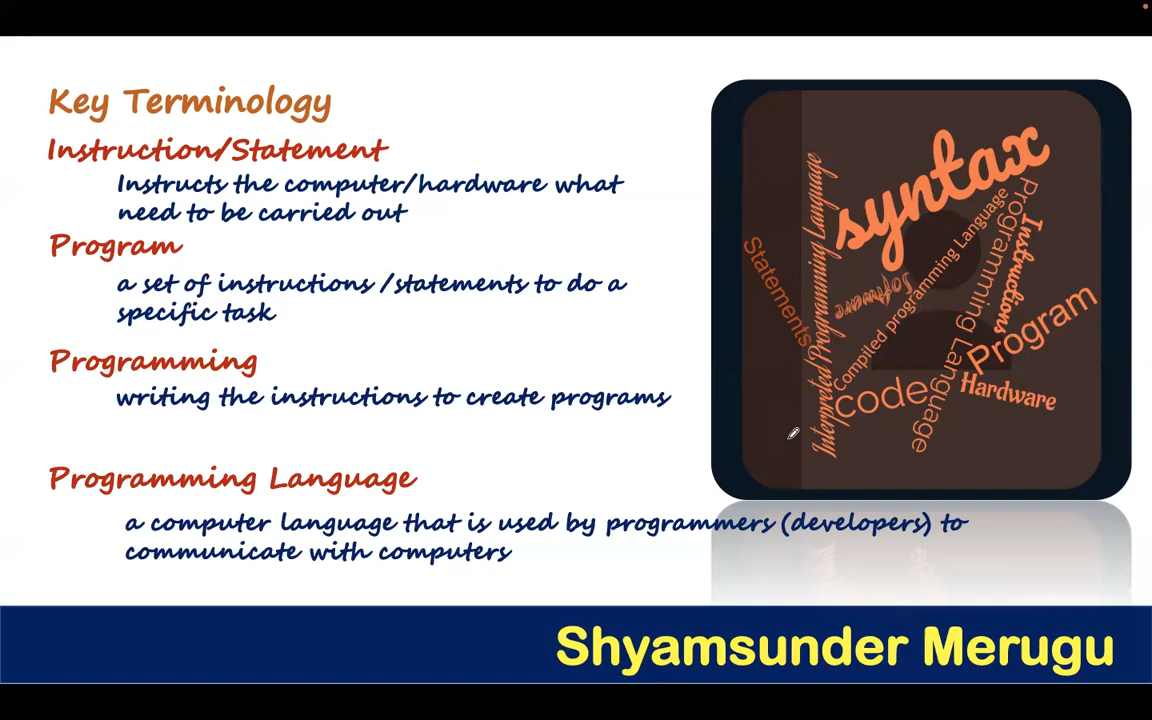 Key Terminology
Instruction/Statement
Instructs the computer/hardware what
need to be carried out
Program
a set of instructions /statements to do a
specific task
Programming
writing the instructions to create programs
Programming Language
a computer language that is used by programmers (developers) to
communicate with computers
syntax
Statements
Interpreted Programming Language
Software
Compiled programming Language
Programming Language
Instructions
Program
code
Hardware
Shyamsunder Merugu